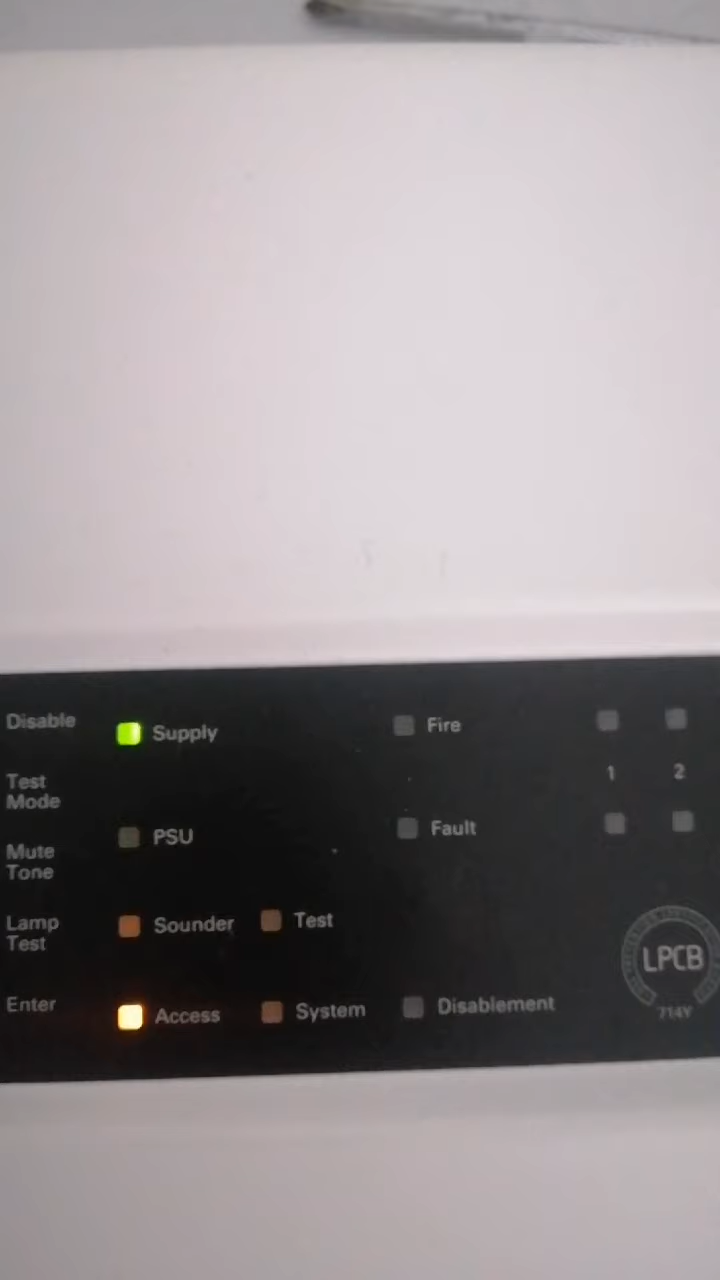 Disable
Supply
Fire
Test
Mode
1
2
PSU
Fault
Mute
Tone
Lamp
Test
Sounder
Test
Enter
Access
System
Disablement
LPCB
714Y